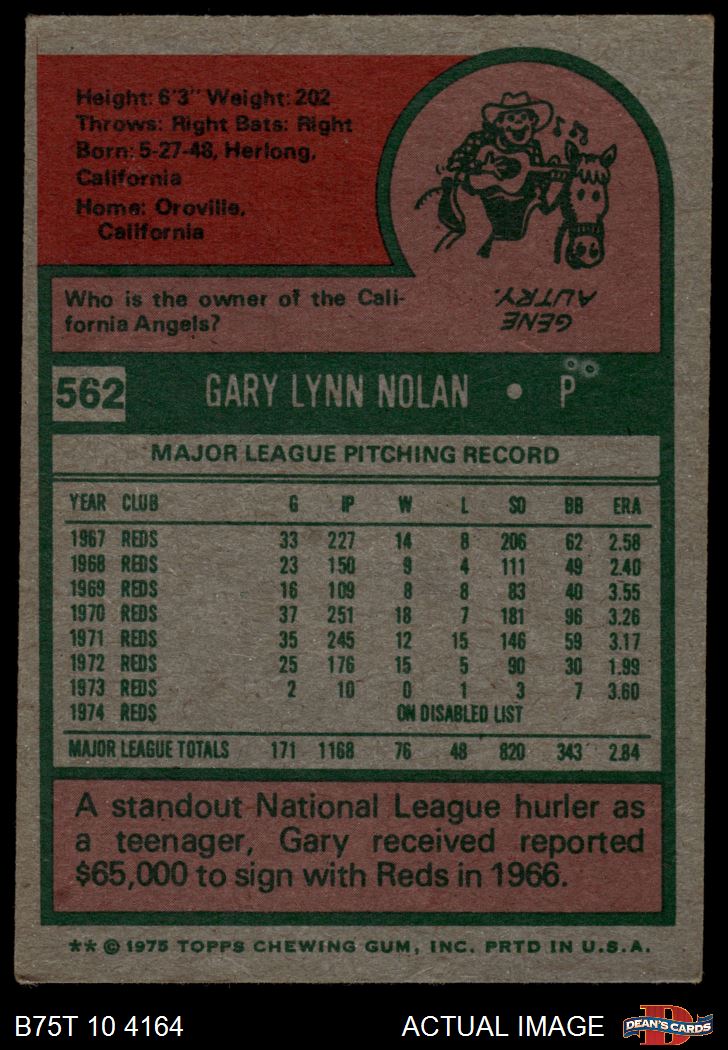 Height: 6'3" Weight: 202
Throws: Right Bats: Right
Born: 5-27-48, Herlong,
California
Home: Oroville,
California
Who is the owner of the Cali-
fornia Angels?
GENE
AUTRY.
562 GARY LYNN NOLAN • P
MAJOR LEAGUE PITCHING RECORD
YEAR CLUB G IP W L SO BB ERA
1967 REDS 33 227 14 8 206 62 2.58
1968 REDS 23 150 9 4 111 49 2.40
1969 REDS 16 109 8 8 83 40 3.55
1970 REDS 37 251 18 7 181 96 3.26
1971 REDS 35 245 12 15 146 59 3.17
1972 REDS 25 176 15 5 90 30 1.99
1973 REDS 2 10 0 1 3 7 3.60
1974 REDS ON DISABLED LIST
MAJOR LEAGUE TOTALS 171 1168 76 48 820 343 2.84
A standout National League hurler as
a teenager, Gary received reported
$65,000 to sign with Reds in 1966.
** © 1975 TOPPS CHEWING GUM, INC. PRTD IN U.S.A.
B75T 10 4164 ACTUAL IMAGE
D
DEAN'S CARDS